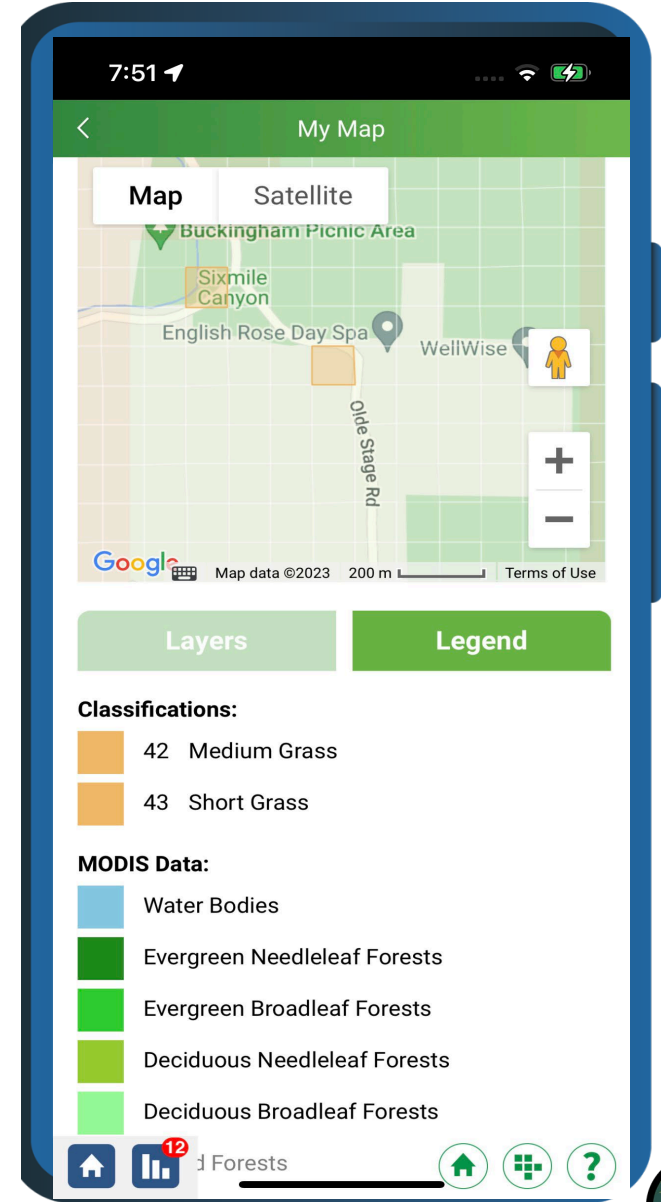 7:51
My Map
Map Satellite
Buckingham Picnic Area
Sixmile
Canyon
English Rose Day Spa
WellWise
Olde Stage Rd
Google
Map data ©2023 200 m Terms of Use
Layers Legend
Classifications:
42 Medium Grass
43 Short Grass
MODIS Data:
Water Bodies
Evergreen Needleleaf Forests
Evergreen Broadleaf Forests
Deciduous Needleleaf Forests
Deciduous Broadleaf Forests
12
d Forests
?